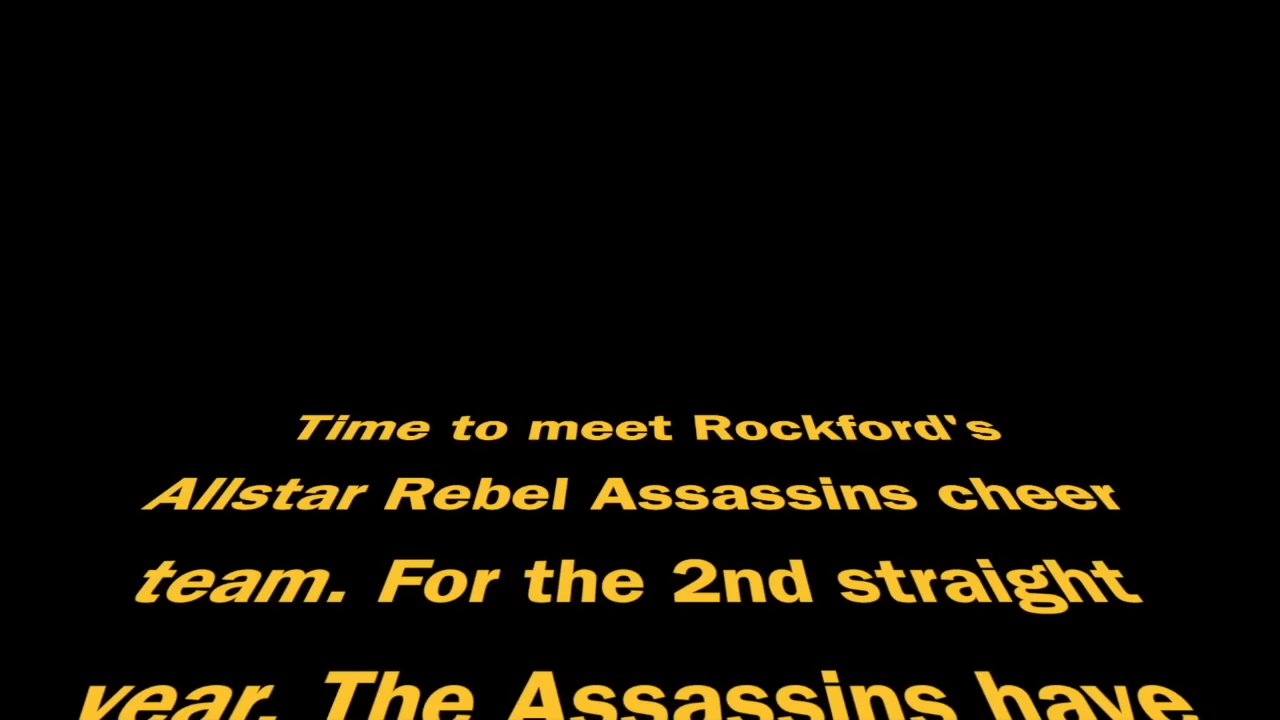 Time to meet Rockford's
Allstar Rebel Assassins cheer
team. For the 2nd straight
year. The Assassins have